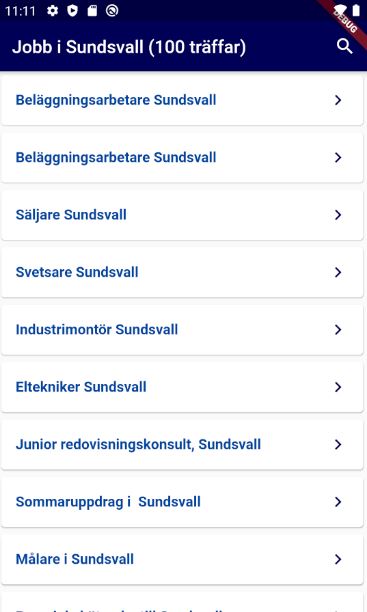 11:11
DEBUG
Jobb i Sundsvall (100 träffar)
Beläggningsarbetare Sundsvall
Beläggningsarbetare Sundsvall
Säljare Sundsvall
Svetsare Sundsvall
Industrimontör Sundsvall
Eltekniker Sundsvall
Junior redovisningskonsult, Sundsvall
Sommaruppdrag i  Sundsvall
Målare i Sundsvall